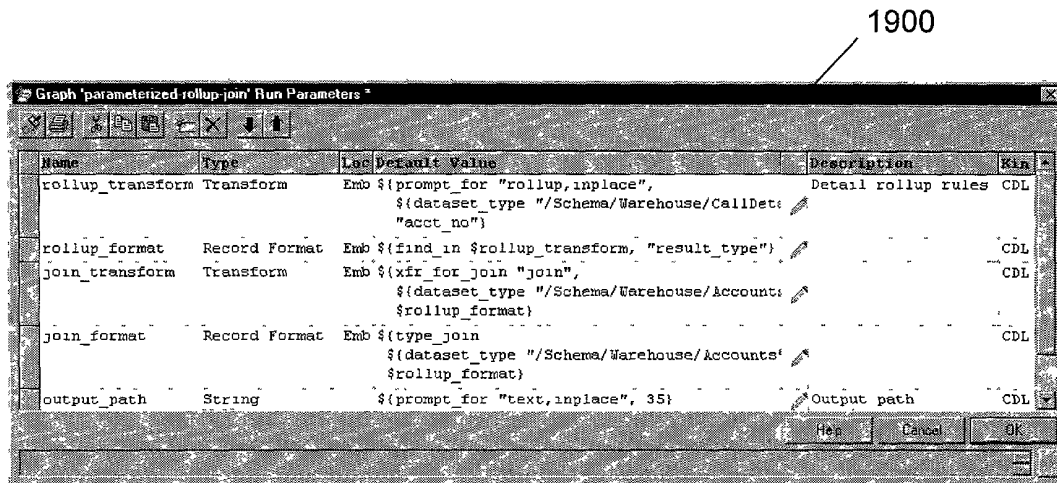 1900
Graph 'parameterized-rollup-join' Run Parameters *
Name Type Loc Default Value Description Kin
rollup_transform Transform Emb ${prompt_for "rollup,inplace", Detail rollup rules CDL
${dataset_type "/Schema/Warehouse/CallDeta
"acct_no"}
rollup_format Record Format Emb ${find_in $rollup_transform, "result_type"} CDL
join_transform Transform Emb ${xfr_for_join "join", CDL
${dataset_type "/Schema/Warehouse/Accounts
$rollup_format}
join_format Record Format Emb ${type_join CDL
${dataset_type "/Schema/Warehouse/Accounts"
$rollup_format}
output_path String ${prompt_for "text,inplace", 35} Output path CDL
Help Cancel OK